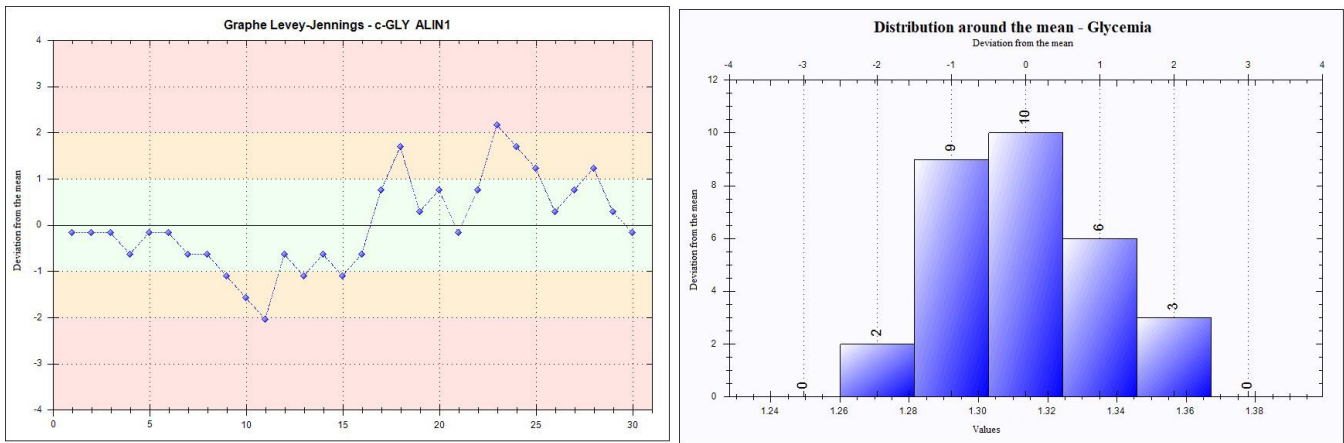 Graphe Levey-Jennings - c-GLY ALIN1
4
3
2
1
0
-1
-2
-3
-4
Deviation from the mean
0 5 10 15 20 25 30
Distribution around the mean - Glycemia
Deviation from the mean
-4 -3 -2 -1 0 1 2 3 4
12
10
8
6
4
2
0
Deviation from the mean
0 2 9 10 6 3 0
1.24 1.26 1.28 1.30 1.32 1.34 1.36 1.38
Values